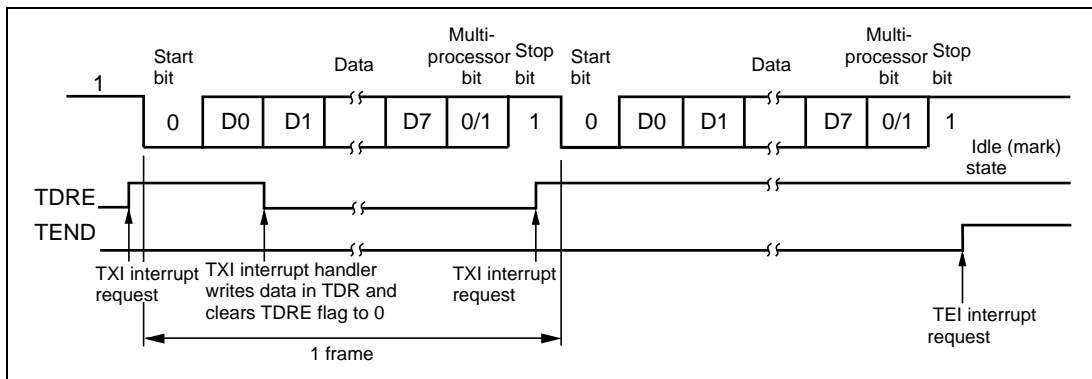 Multi- Multi-
Start processor Stop Start processor Stop
bit Data bit bit bit Data bit bit
1
0 D0 D1 D7 0/1 1 0 D0 D1 D7 0/1 1
Idle (mark)
state
TDRE
TEND
TXI interrupt
request
TXI interrupt handler
writes data in TDR and
clears TDRE flag to 0
TXI interrupt
request
TEI interrupt
request
1 frame